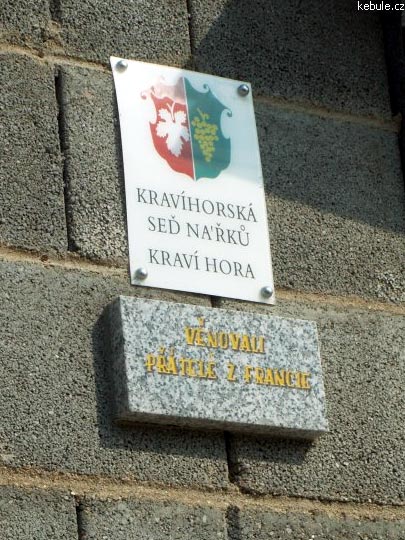 kebule.cz
KRAVÍHORSKÁ
SEĎ NA'ŘKŮ
KRAVÍ HORA
VĚNOVALI
PŘÁTELÉ Z FRANCIE